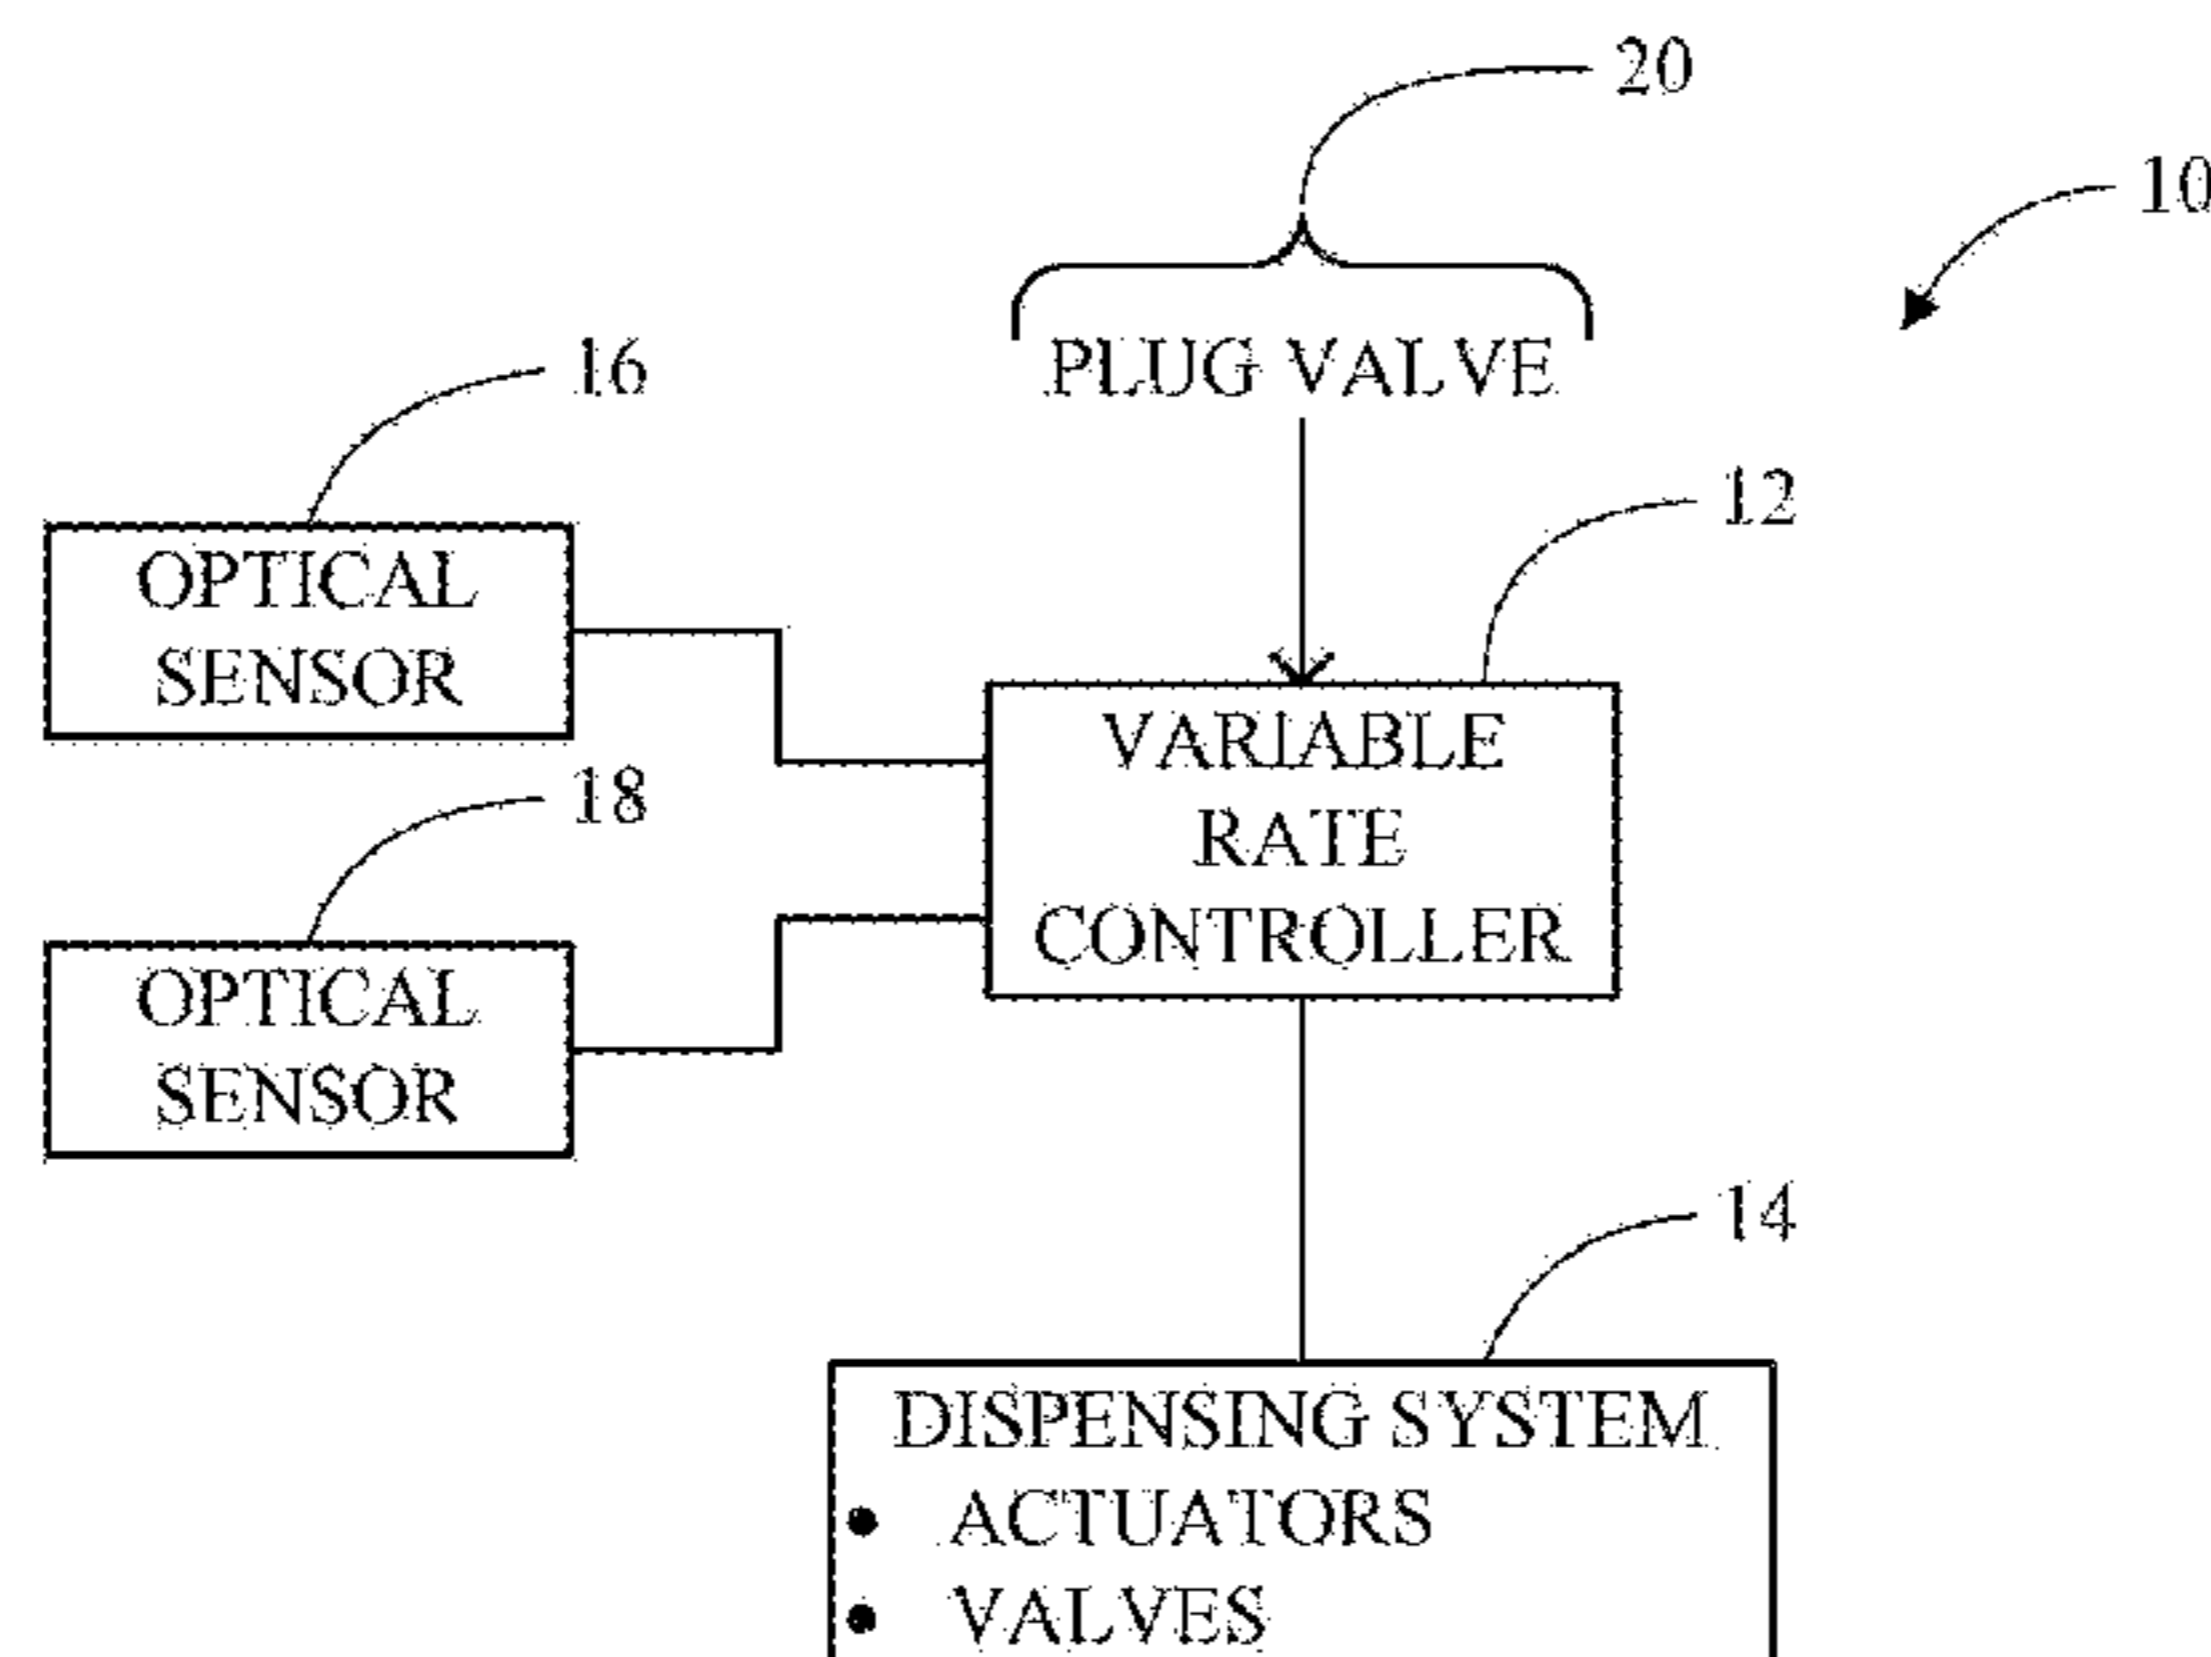 20
10
PLUG VALVE
16
12
OPTICAL
SENSOR
VARIABLE
RATE
CONTROLLER
18
OPTICAL
SENSOR
14
DISPENSING SYSTEM
• ACTUATORS
• VALVES